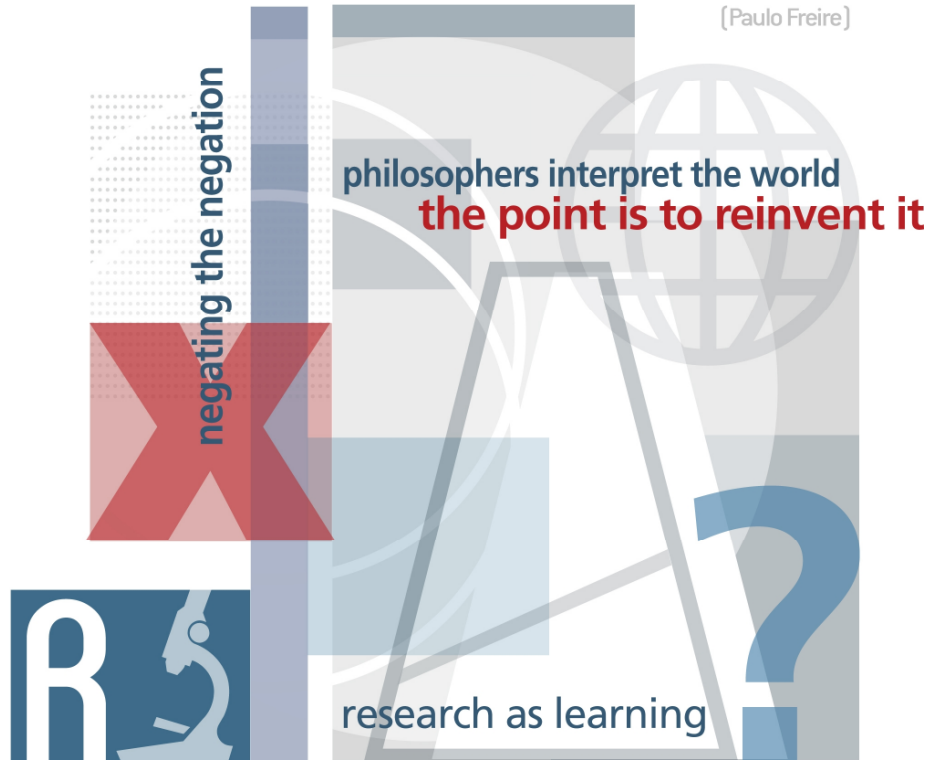 [Paulo Freire]
negating the negation
philosophers interpret the world
the point is to reinvent it
X
?
R
research as learning